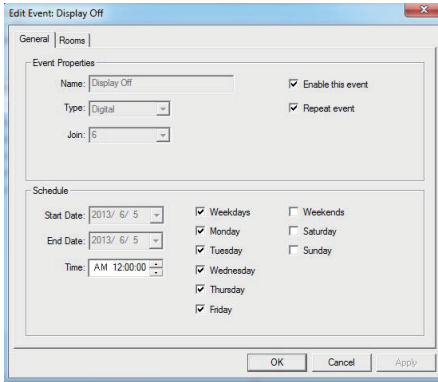 Edit Event: Display Off
General Rooms
Event Properties
Name: Display Off
Enable this event
Type: Digital
Repeat event
Join: 6
Schedule
Start Date: 2013/ 6/ 5
Weekdays
Weekends
Monday
Saturday
End Date: 2013/ 6/ 5
Tuesday
Sunday
Time: AM 12:00:00
Wednesday
Thursday
Friday
OK Cancel Apply